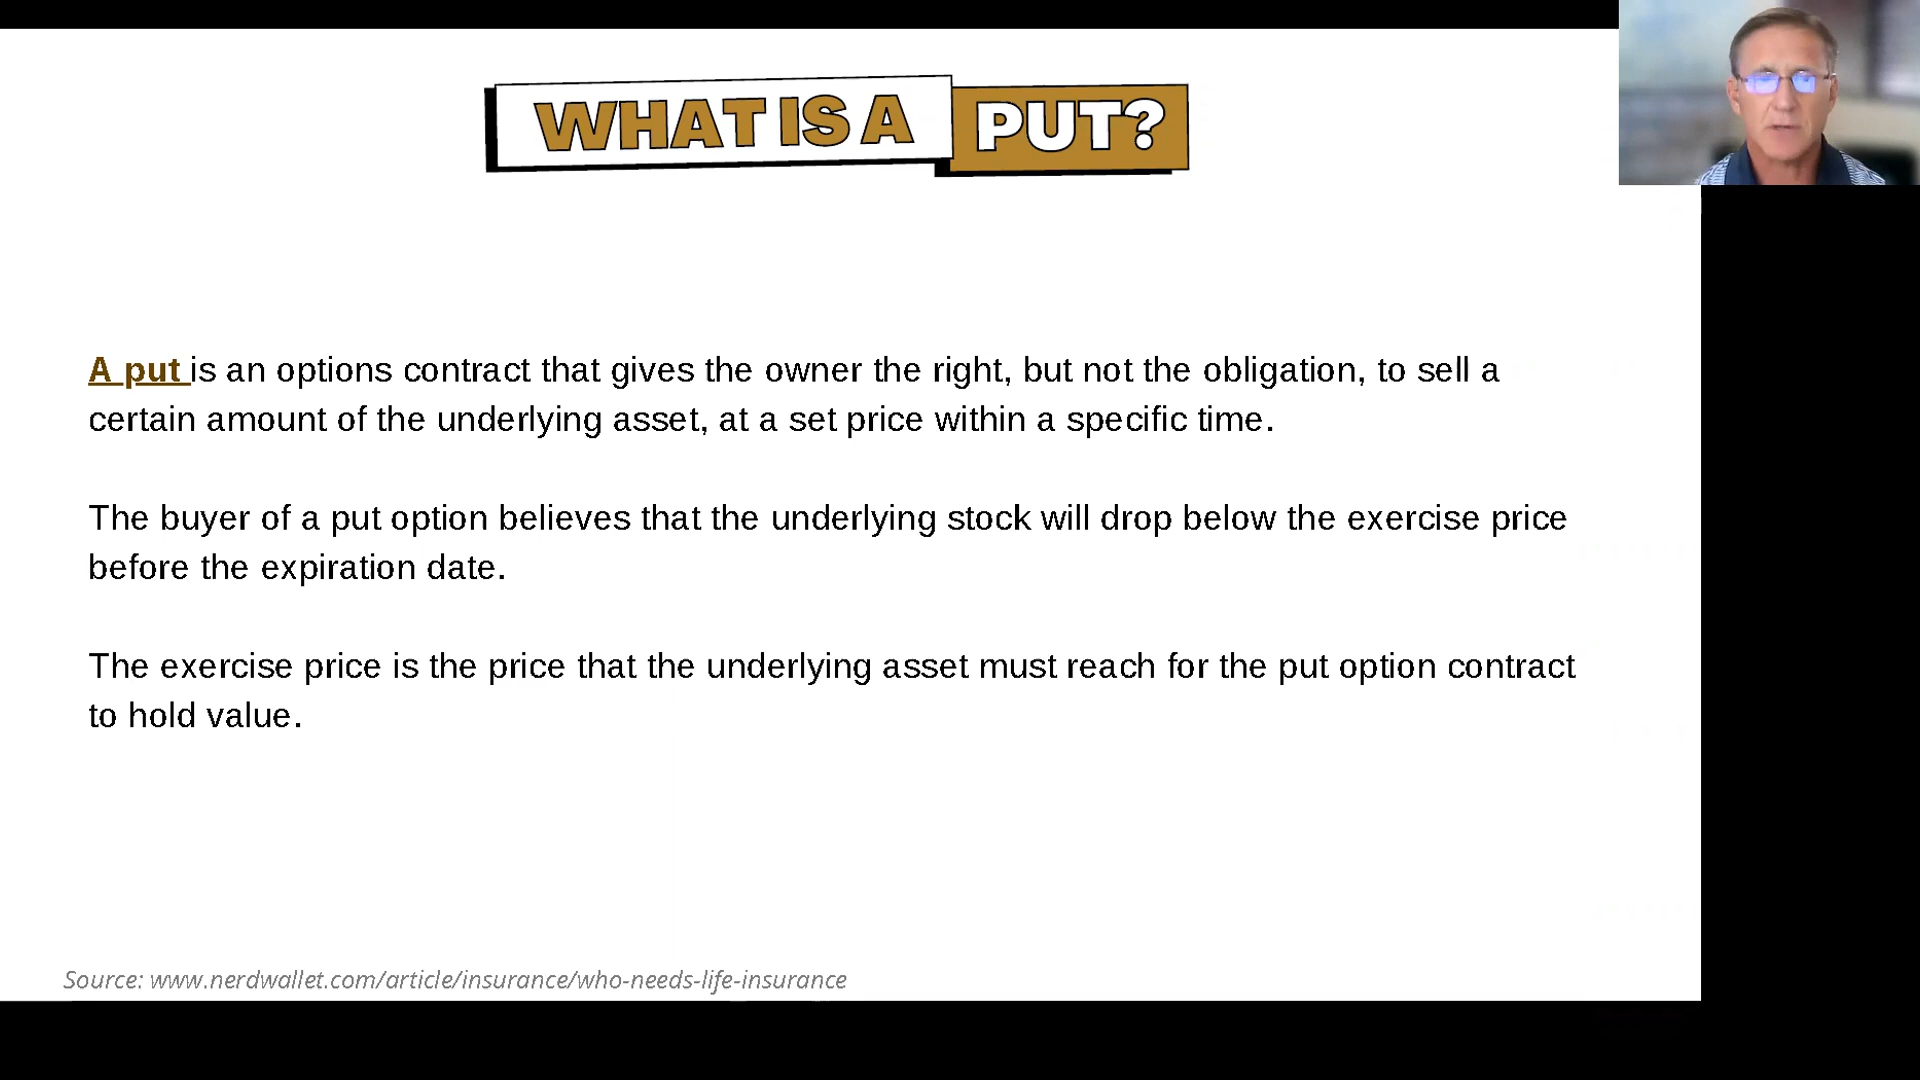 WHAT IS A PUT?
A put is an options contract that gives the owner the right, but not the obligation, to sell a
certain amount of the underlying asset, at a set price within a specific time.
The buyer of a put option believes that the underlying stock will drop below the exercise price
before the expiration date.
The exercise price is the price that the underlying asset must reach for the put option contract
to hold value.
Source: www.nerdwallet.com/article/insurance/who-needs-life-insurance